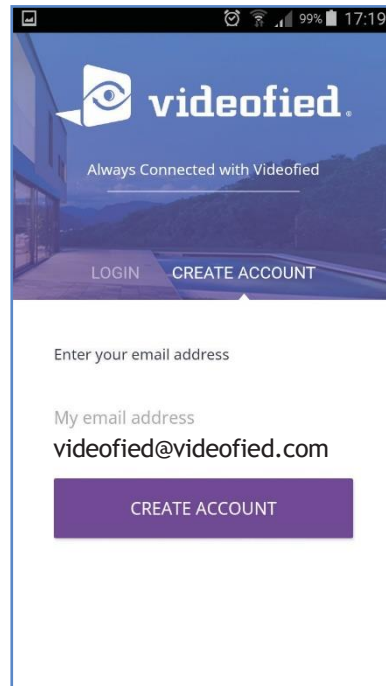 99% 17:19
videofied®
Always Connected with Videofied
LOGIN CREATE ACCOUNT
Enter your email address
My email address
videofied@videofied.com
CREATE ACCOUNT